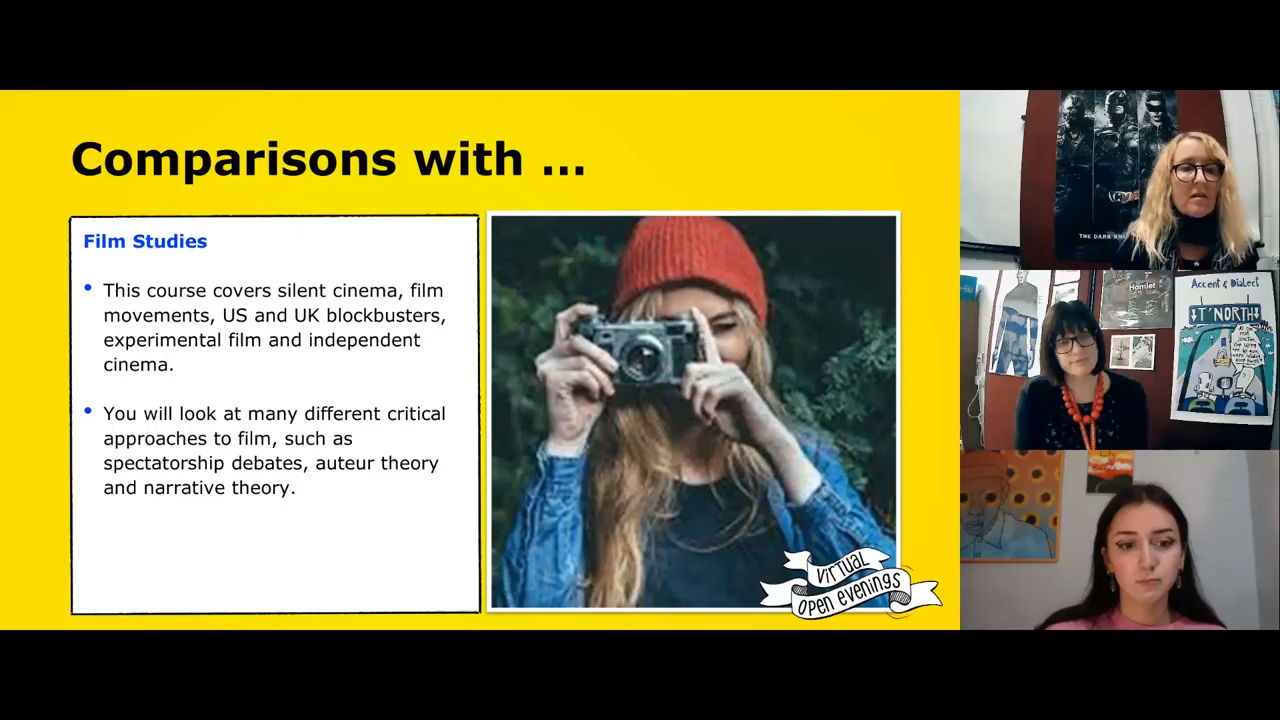 Comparisons with ...
Film Studies
• This course covers silent cinema, film
movements, US and UK blockbusters,
experimental film and independent
cinema.
• You will look at many different critical
approaches to film, such as
spectatorship debates, auteur theory
and narrative theory.
VIRTUAL
OPEN EVENINGS
THE DARK
Hamlet
Accent & Dialect
T'NORTH